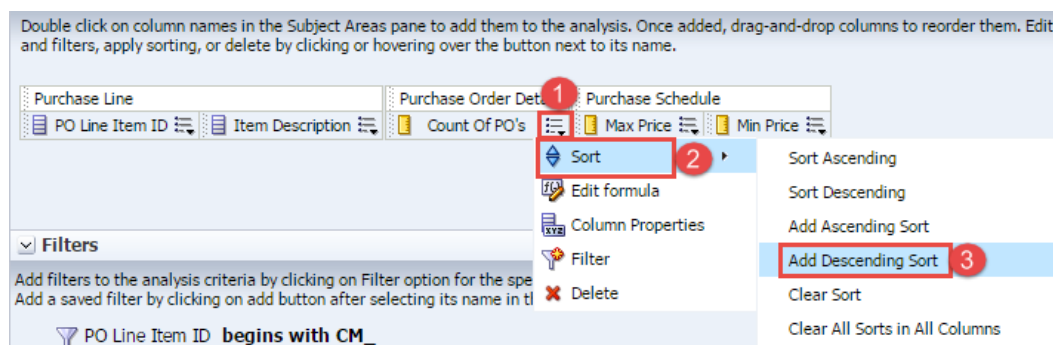 Double click on column names in the Subject Areas pane to add them to the analysis. Once added, drag-and-drop columns to reorder them. Edit
and filters, apply sorting, or delete by clicking or hovering over the button next to its name.
Purchase Line
Purchase Order Deta
1
Purchase Schedule
PO Line Item ID
Item Description
Count Of PO's
Max Price
Min Price
Sort
2
Sort Ascending
Edit formula
Sort Descending
Column Properties
Add Ascending Sort
Filters
Filter
Add Descending Sort
3
Add filters to the analysis criteria by clicking on Filter option for the spe
Add a saved filter by clicking on add button after selecting its name in th
Delete
Clear Sort
Clear All Sorts in All Columns
PO Line Item ID begins with CM_